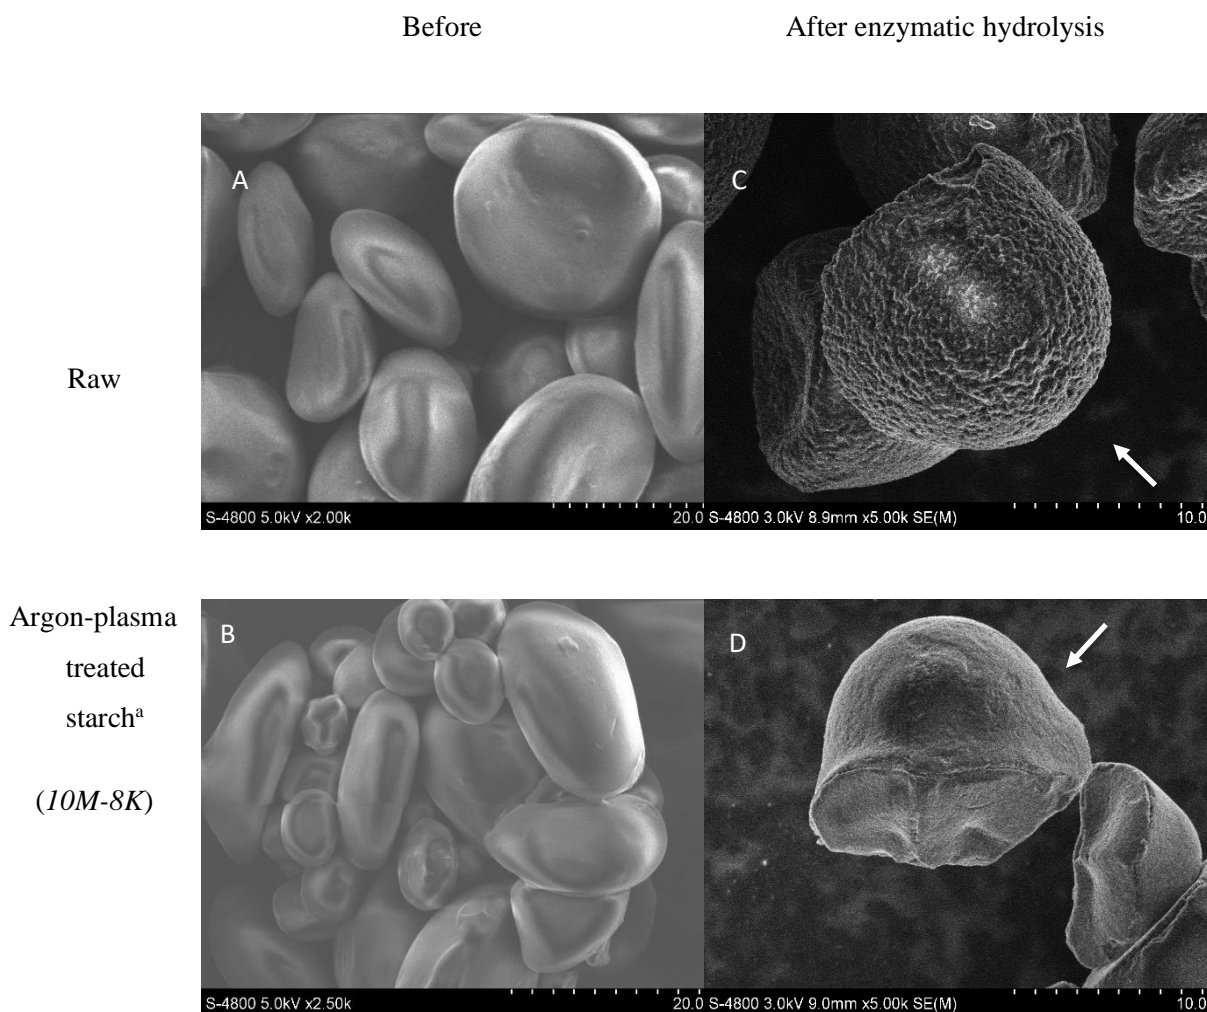 Before
After enzymatic hydrolysis
A
C
Raw
S-4800 5.0kV x2.00k 20.0
S-4800 3.0kV 8.9mm x5.00k SE(M) 10.0
Argon-plasma
treated
starchᵃ
(10M-8K)
B
D
S-4800 5.0kV x2.50k 20.0
S-4800 3.0kV 9.0mm x5.00k SE(M) 10.0